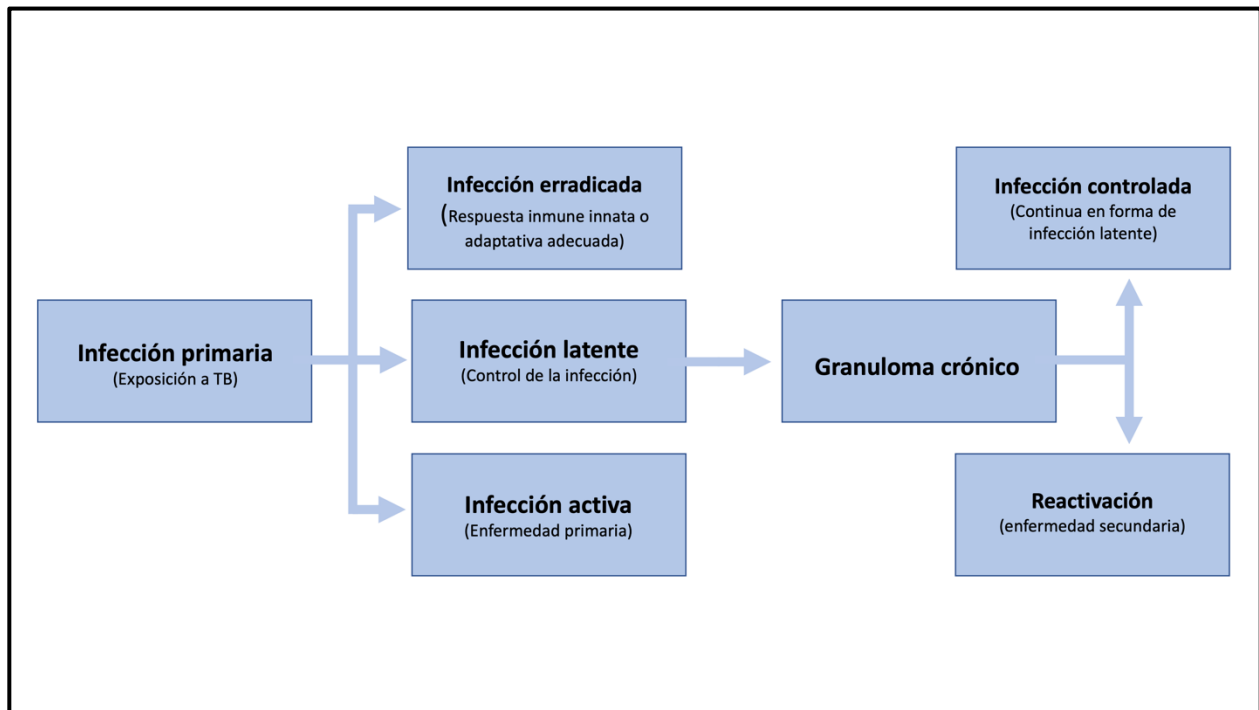 Infección primaria
(Exposición a TB)
Infección erradicada
(Respuesta inmune innata o
adaptativa adecuada)
Infección latente
(Control de la infección)
Infección activa
(Enfermedad primaria)
Granuloma crónico
Infección controlada
(Continua en forma de
infección latente)
Reactivación
(enfermedad secundaria)